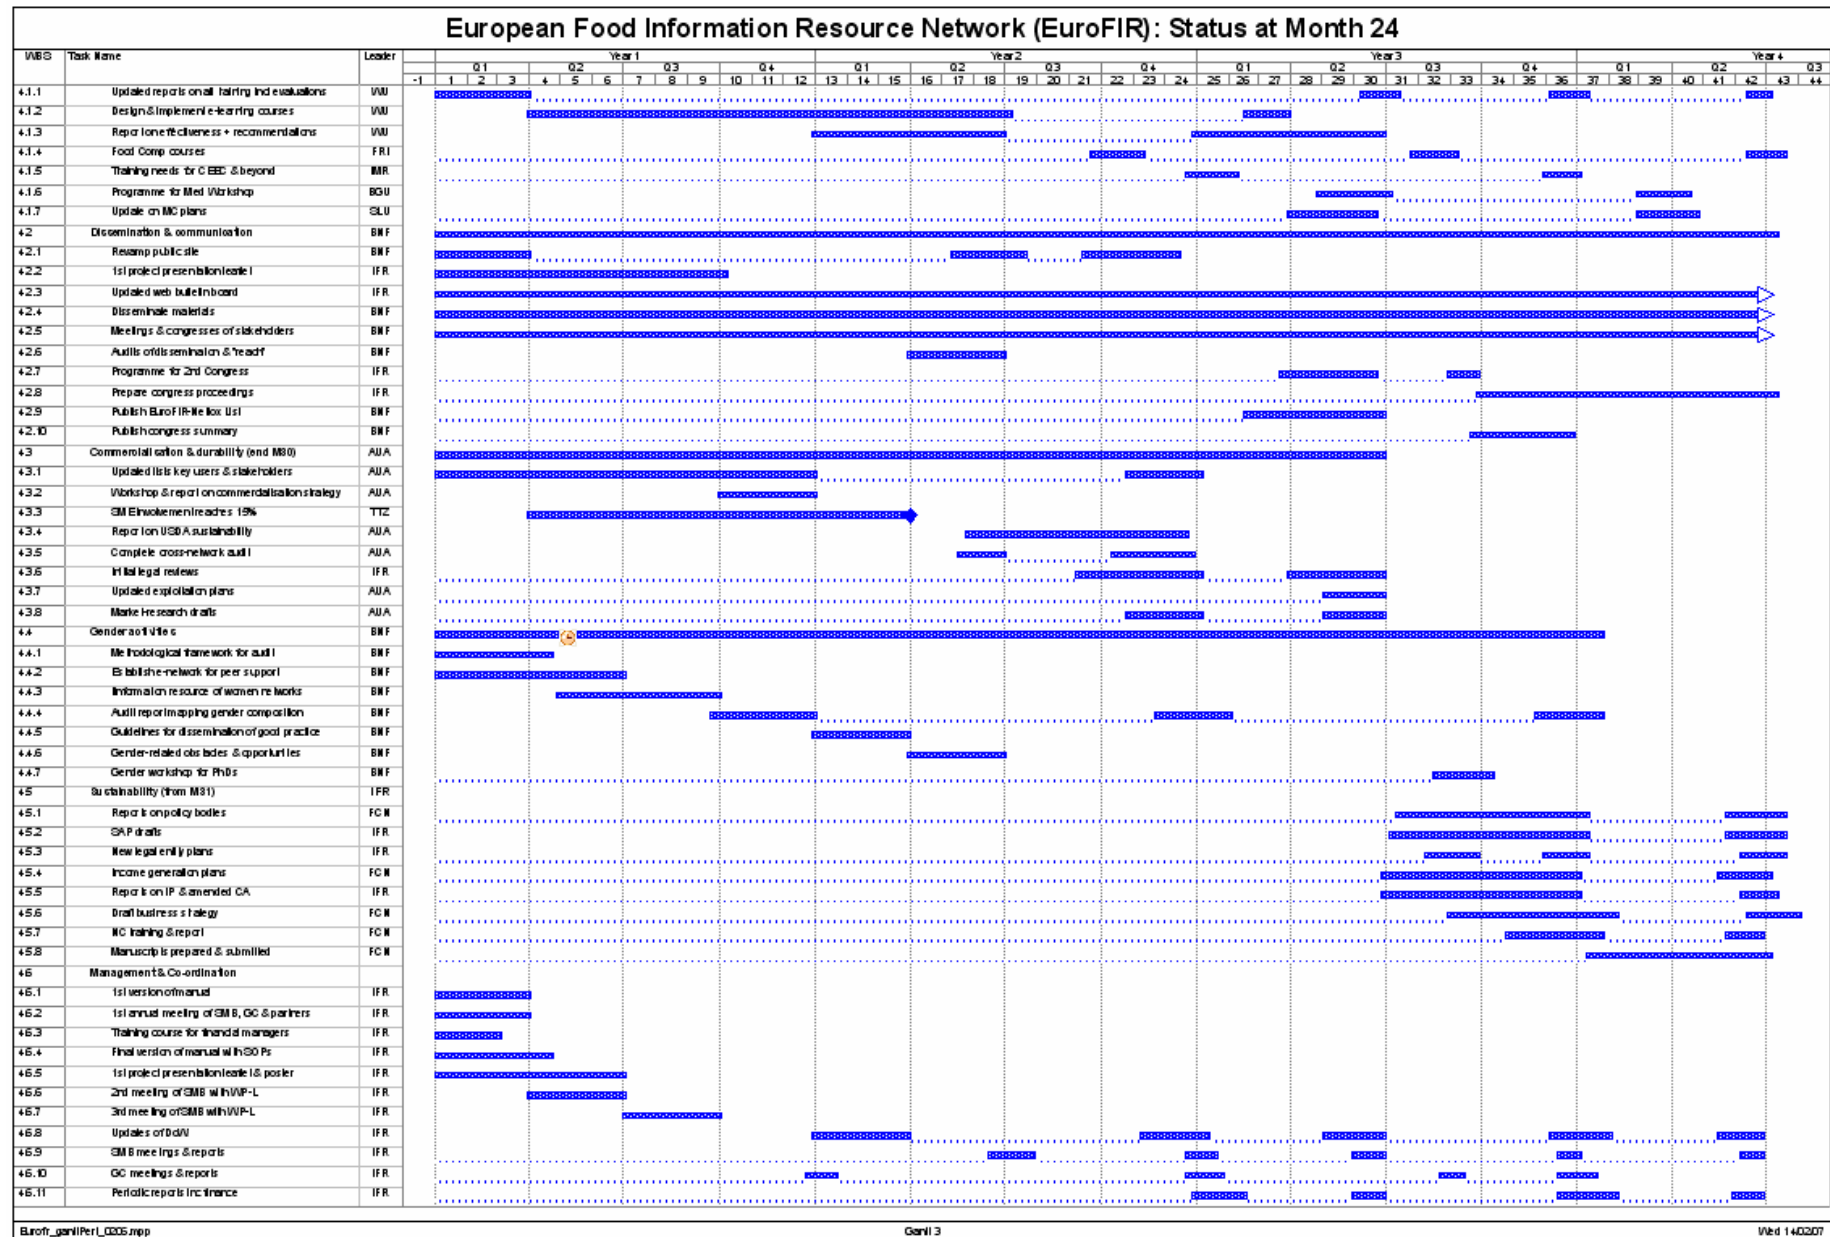 European Food Information Resource Network (EuroFIR): Status at Month 24
WBS Task Name Leader Year 1 Year 2 Year 3 Year 4
Q1 Q2 Q3 Q4 Q1 Q2 Q3 Q4 Q1 Q2 Q3 Q4 Q1 Q2 Q3
-1 1 2 3 4 5 6 7 8 9 10 11 12 13 14 15 16 17 18 19 20 21 22 23 24 25 26 27 28 29 30 31 32 33 34 35 36 37 38 39 40 41 42 43 44
4.1.1 Updated reports on all training incl evaluations WU
4.1.2 Design & implement e-learning courses WU
4.1.3 Report on effectiveness + recommendations WU
4.1.4 Food Comp courses FRI
4.1.5 Training needs for CEEC & beyond IMR
4.1.6 Programme for Med Workshop BGU
4.1.7 Update on MC plans SLU
4.2 Dissemination & communication BNF
4.2.1 Revamp public site BNF
4.2.2 1st project presentation leaflet IFR
4.2.3 Updated web bulletin board IFR
4.2.4 Disseminate materials BNF
4.2.5 Meetings & congresses of stakeholders BNF
4.2.6 Audits of dissemination & "reach" BNF
4.2.7 Programme for 2nd Congress IFR
4.2.8 Prepare congress proceedings IFR
4.2.9 Publish EuroFIR-Nettox List BNF
4.2.10 Publish congress summary BNF
4.3 Commercialisation & durability (end M30) AUA
4.3.1 Updated lists key users & stakeholders AUA
4.3.2 Workshop & report on commercialisation strategy AUA
4.3.3 SME involvement reaches 15% TTZ
4.3.4 Report on USDA sustainability AUA
4.3.5 Complete cross-network audit AUA
4.3.6 Initial legal reviews IFR
4.3.7 Updated exploitation plans AUA
4.3.8 Market-research drafts AUA
4.4 Gender activities BNF
4.4.1 Methodological framework for audit BNF
4.4.2 Establish e-network for peer support BNF
4.4.3 Information resource of women networks BNF
4.4.4 Audit report mapping gender composition BNF
4.4.5 Guidelines for dissemination of good practice BNF
4.4.6 Gender-related obstacles & opportunities BNF
4.4.7 Gender workshop for PhDs BNF
4.5 Sustainability (from M31) IFR
4.5.1 Reports on policy bodies FCN
4.5.2 SAP drafts IFR
4.5.3 New legal entity plans IFR
4.5.4 Income generation plans FCN
4.5.5 Reports on IP & amended CA IFR
4.5.6 Draft business strategy FCN
4.5.7 NC training & report FCN
4.5.8 Manuscripts prepared & submitted FCN
4.6 Management & Co-ordination
4.6.1 1st version of manual IFR
4.6.2 1st annual meeting of SMB, GC & partners IFR
4.6.3 Training course for financial managers IFR
4.6.4 Final version of manual with SOPs IFR
4.6.5 1st project presentation leaflet & poster IFR
4.6.6 2nd meeting of SMB with WP-L IFR
4.6.7 3rd meeting of SMB with WP-L IFR
4.6.8 Updates of DoW IFR
4.6.9 SMB meetings & reports IFR
4.6.10 GC meetings & reports IFR
4.6.11 Periodic reports inc finance IFR
Gantt 3 Wed 14/02/07